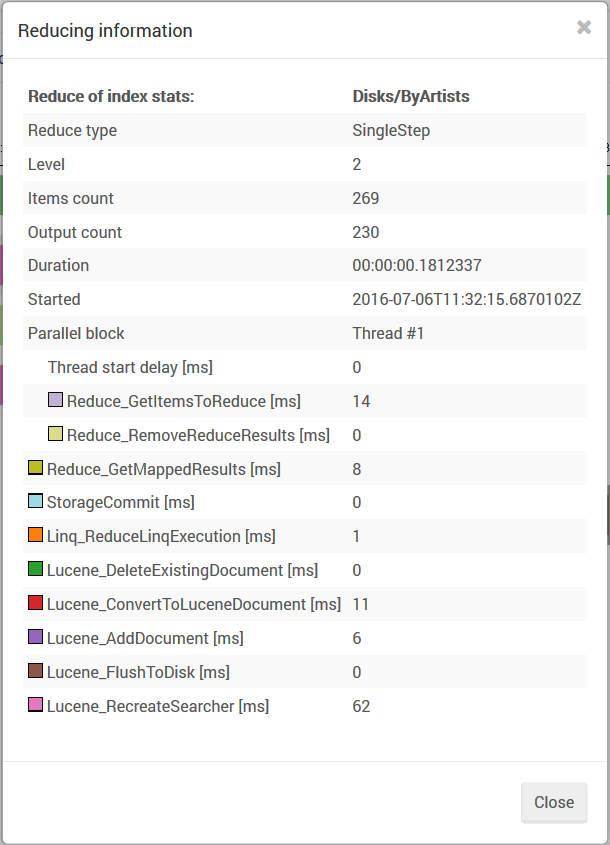 Reducing information
Reduce of index stats: Disks/ByArtists
Reduce type SingleStep
Level 2
Items count 269
Output count 230
Duration 00:00:00.1812337
Started 2016-07-06T11:32:15.6870102Z
Parallel block Thread #1
Thread start delay [ms] 0
Reduce_GetItemsToReduce [ms] 14
Reduce_RemoveReduceResults [ms] 0
Reduce_GetMappedResults [ms] 8
StorageCommit [ms] 0
Linq_ReduceLinqExecution [ms] 1
Lucene_DeleteExistingDocument [ms] 0
Lucene_ConvertToLuceneDocument [ms] 11
Lucene_AddDocument [ms] 6
Lucene_FlushToDisk [ms] 0
Lucene_RecreateSearcher [ms] 62
Close